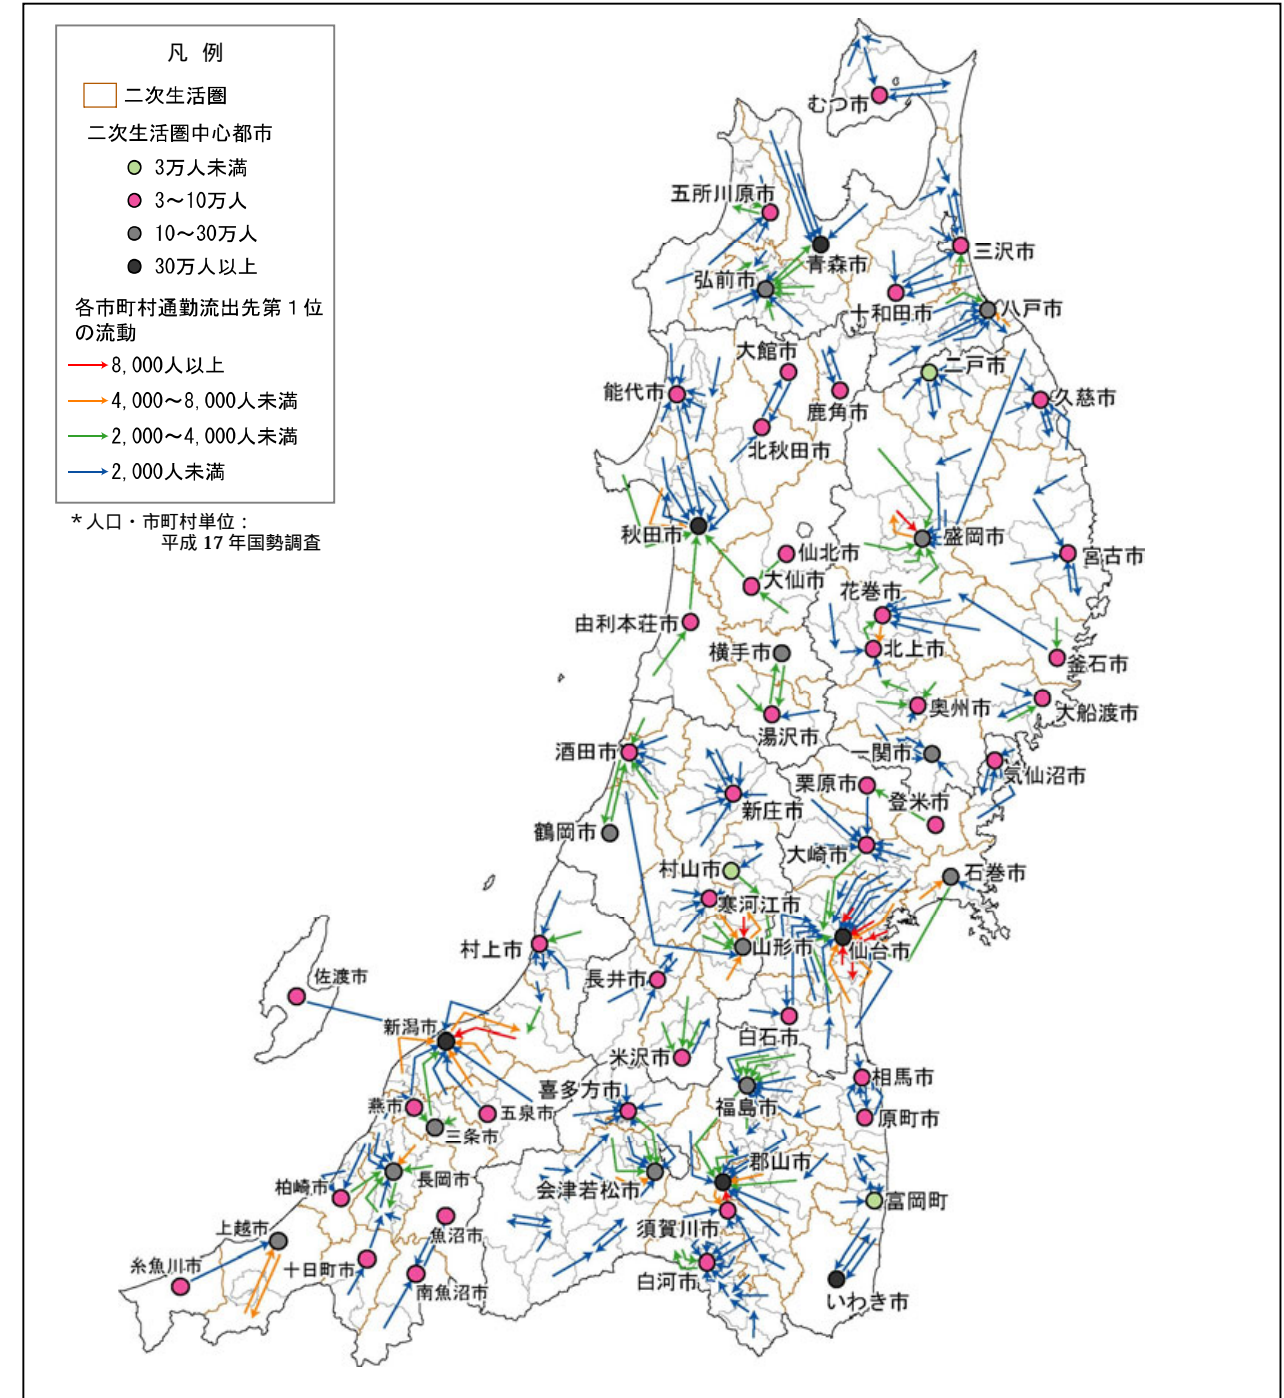 凡 例
二次生活圏
二次生活圏中心都市
3万人未満
3～10万人
10～30万人
30万人以上
各市町村通勤流出先第1位
の流動
8,000人以上
4,000～8,000人未満
2,000～4,000人未満
2,000人未満
＊人口・市町村単位：
平成 17 年国勢調査
むつ市
五所川原市
青森市
三沢市
弘前市
十和田市
八戸市
大館市
二戸市
能代市
鹿角市
久慈市
北秋田市
秋田市
盛岡市
仙北市
宮古市
大仙市
花巻市
由利本荘市
横手市
北上市
釜石市
奥州市
大船渡市
湯沢市
酒田市
一関市
気仙沼市
栗原市
登米市
新庄市
鶴岡市
大崎市
村山市
石巻市
寒河江市
山形市
仙台市
村上市
佐渡市
長井市
新潟市
白石市
米沢市
相馬市
喜多方市
福島市
燕市
五泉市
原町市
三条市
郡山市
長岡市
会津若松市
柏崎市
富岡町
上越市
魚沼市
須賀川市
糸魚川市
十日町市
白河市
南魚沼市
いわき市